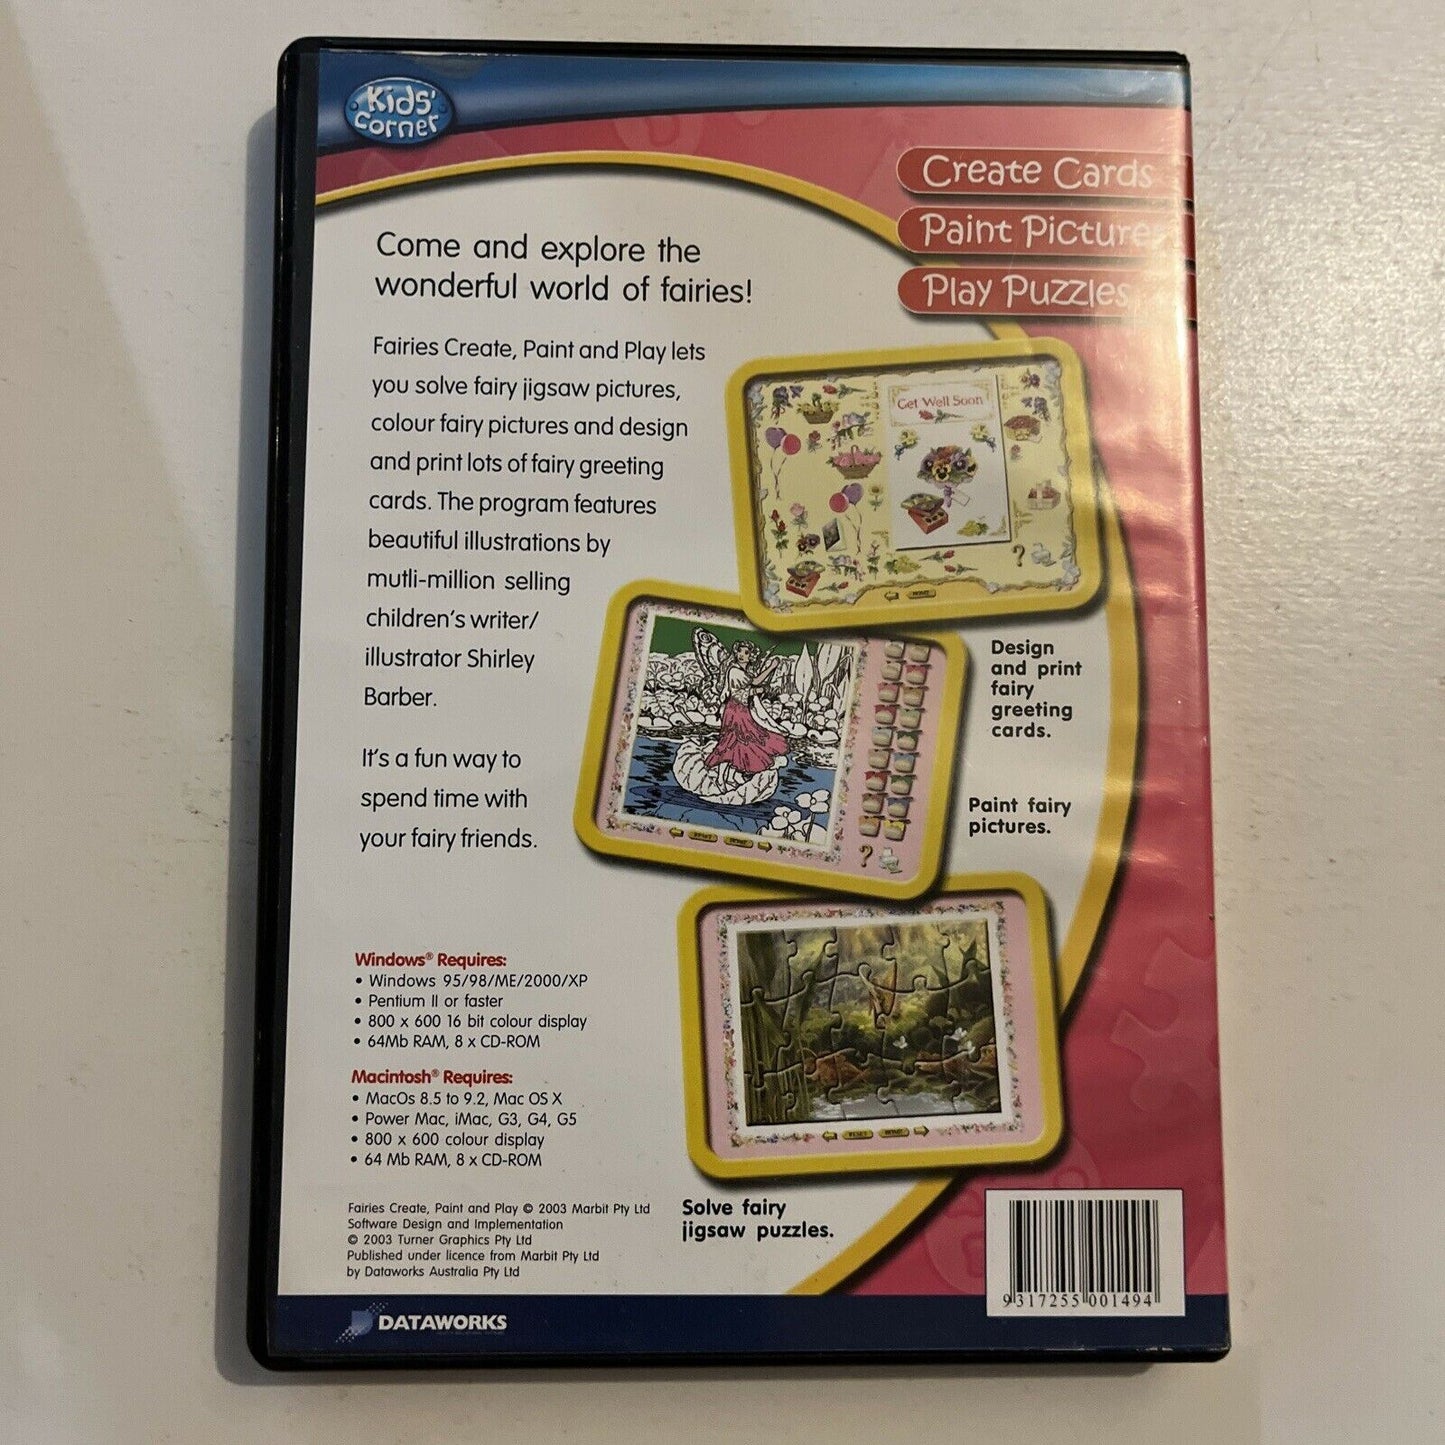 Kids'
corner
Create Cards
Paint Pictures
Play Puzzles
Come and explore the
wonderful world of fairies!
Fairies Create, Paint and Play lets
you solve fairy jigsaw pictures,
colour fairy pictures and design
and print lots of fairy greeting
cards. The program features
beautiful illustrations by
mutli-million selling
children's writer/
illustrator Shirley
Barber.
It's a fun way to
spend time with
your fairy friends.
Get Well Soon
?
HOME
Design
and print
fairy
greeting
cards.
RESET
HOME
?
Paint fairy
pictures.
RESET
HOME
Solve fairy
jigsaw puzzles.
Windows® Requires:
• Windows 95/98/ME/2000/XP
• Pentium II or faster
• 800 x 600 16 bit colour display
• 64Mb RAM, 8 x CD-ROM
Macintosh® Requires:
• MacOs 8.5 to 9.2, Mac OS X
• Power Mac, iMac, G3, G4, G5
• 800 x 600 colour display
• 64 Mb RAM, 8 x CD-ROM
Fairies Create, Paint and Play © 2003 Marbit Pty Ltd
Software Design and Implementation
© 2003 Turner Graphics Pty Ltd
Published under licence from Marbit Pty Ltd
by Dataworks Australia Pty Ltd
DATAWORKS
9 317255 001494